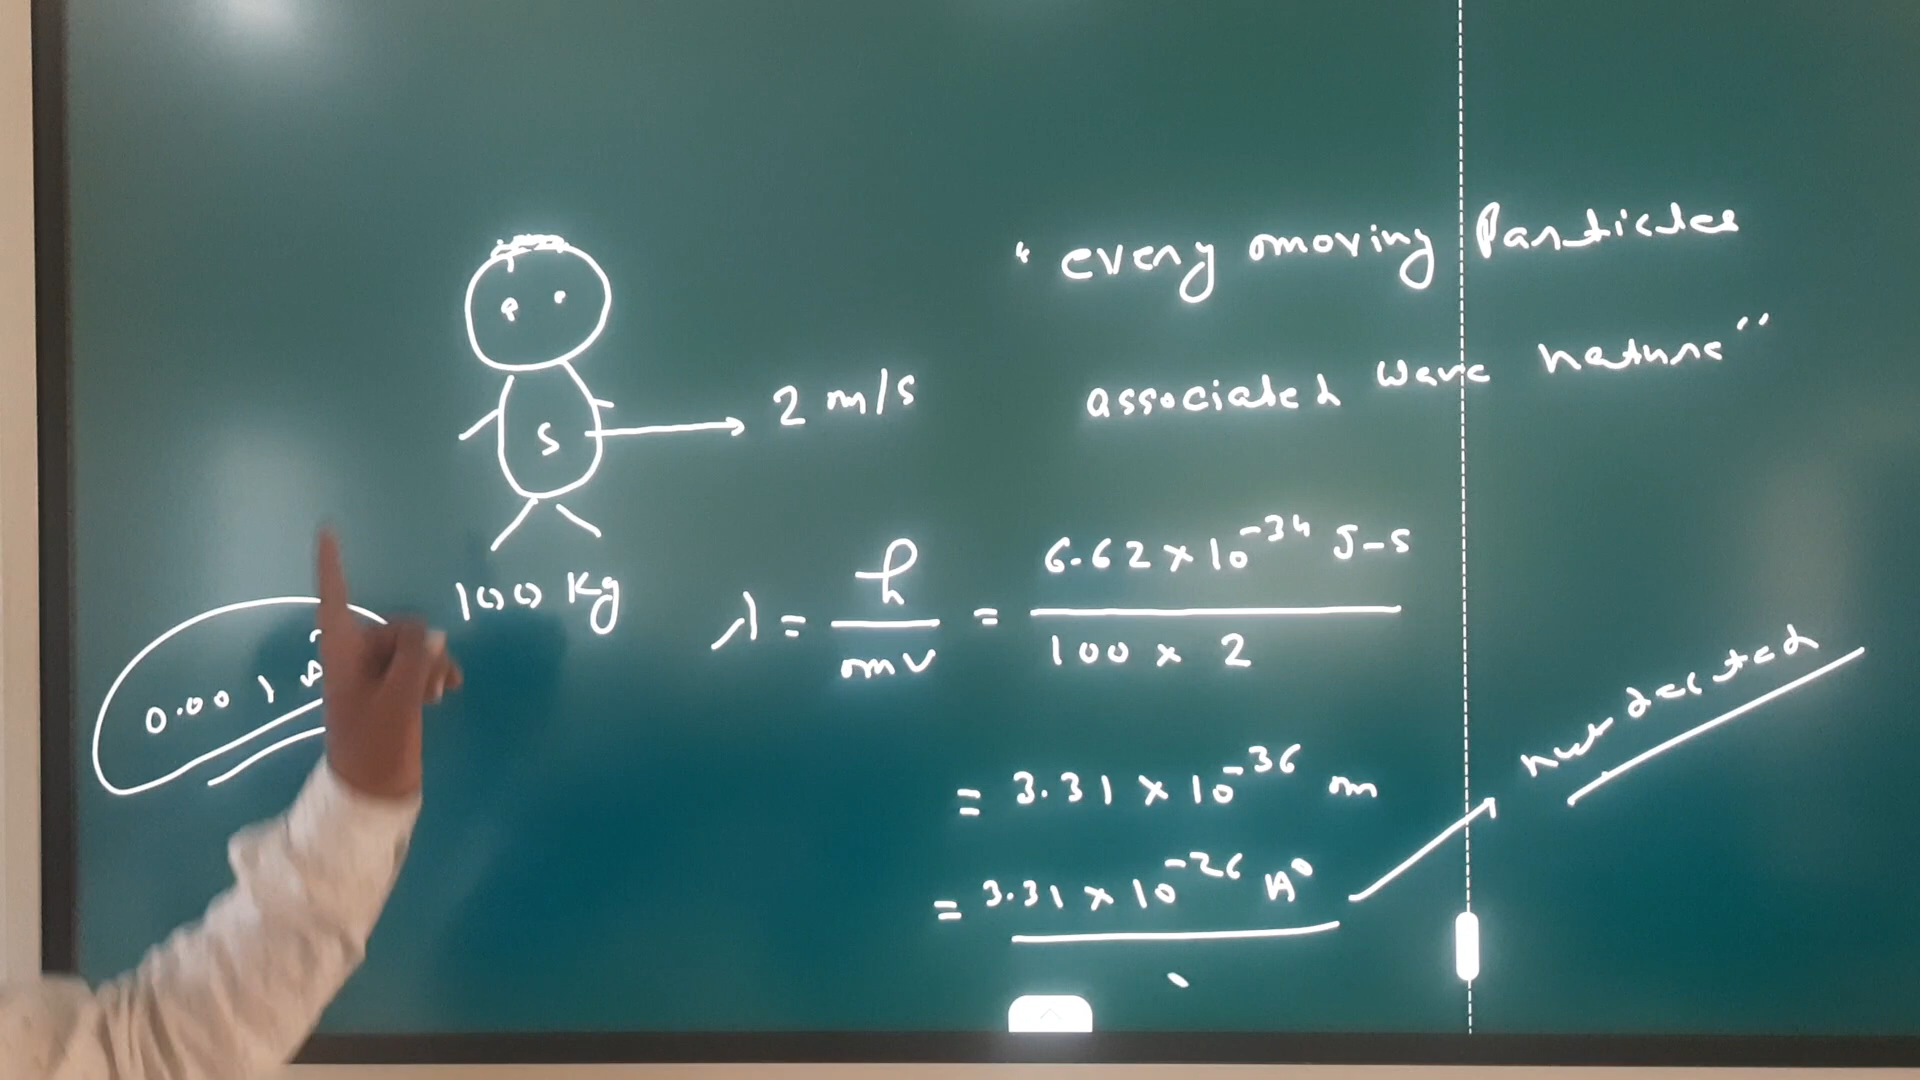 "every moving Particles
associated wave nature"
S
2 m/s
100 Kg
λ = h / mv = 6.62 × 10⁻³⁴ J-s / 100 × 2
0.001
not detected
= 3.31 × 10⁻³⁶ m
= 3.31 × 10⁻²⁶ A°